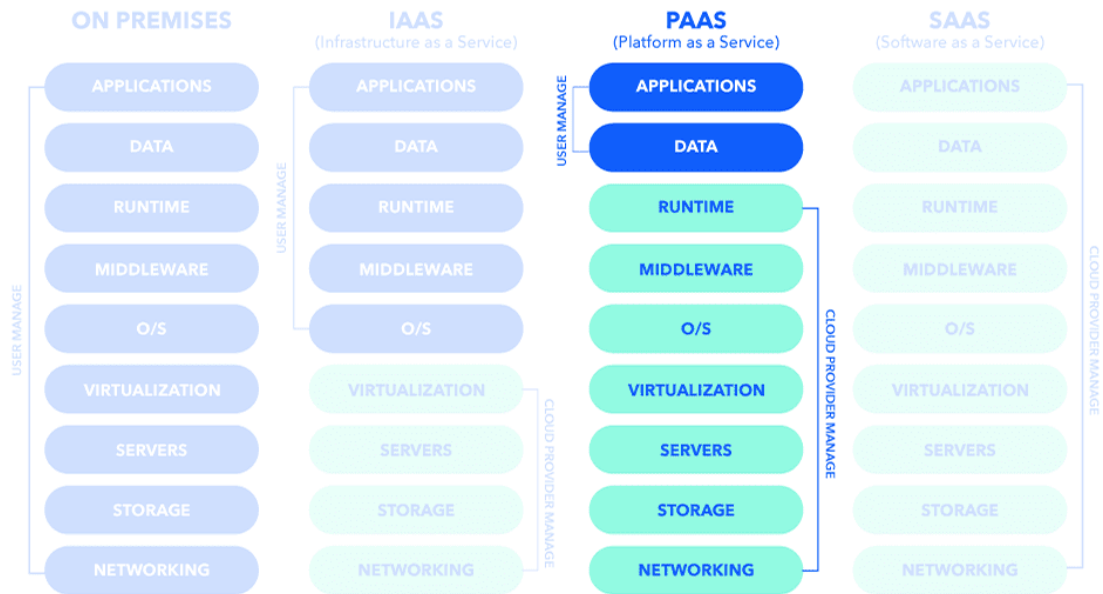 ON PREMISES
USER MANAGE
APPLICATIONS
DATA
RUNTIME
MIDDLEWARE
O/S
VIRTUALIZATION
SERVERS
STORAGE
NETWORKING
IAAS
(Infrastructure as a Service)
USER MANAGE
APPLICATIONS
DATA
RUNTIME
MIDDLEWARE
O/S
VIRTUALIZATION
SERVERS
STORAGE
NETWORKING
CLOUD PROVIDER MANAGE
PAAS
(Platform as a Service)
USER MANAGE
APPLICATIONS
DATA
RUNTIME
MIDDLEWARE
O/S
VIRTUALIZATION
SERVERS
STORAGE
NETWORKING
CLOUD PROVIDER MANAGE
SAAS
(Software as a Service)
APPLICATIONS
DATA
RUNTIME
MIDDLEWARE
O/S
VIRTUALIZATION
SERVERS
STORAGE
NETWORKING
CLOUD PROVIDER MANAGE